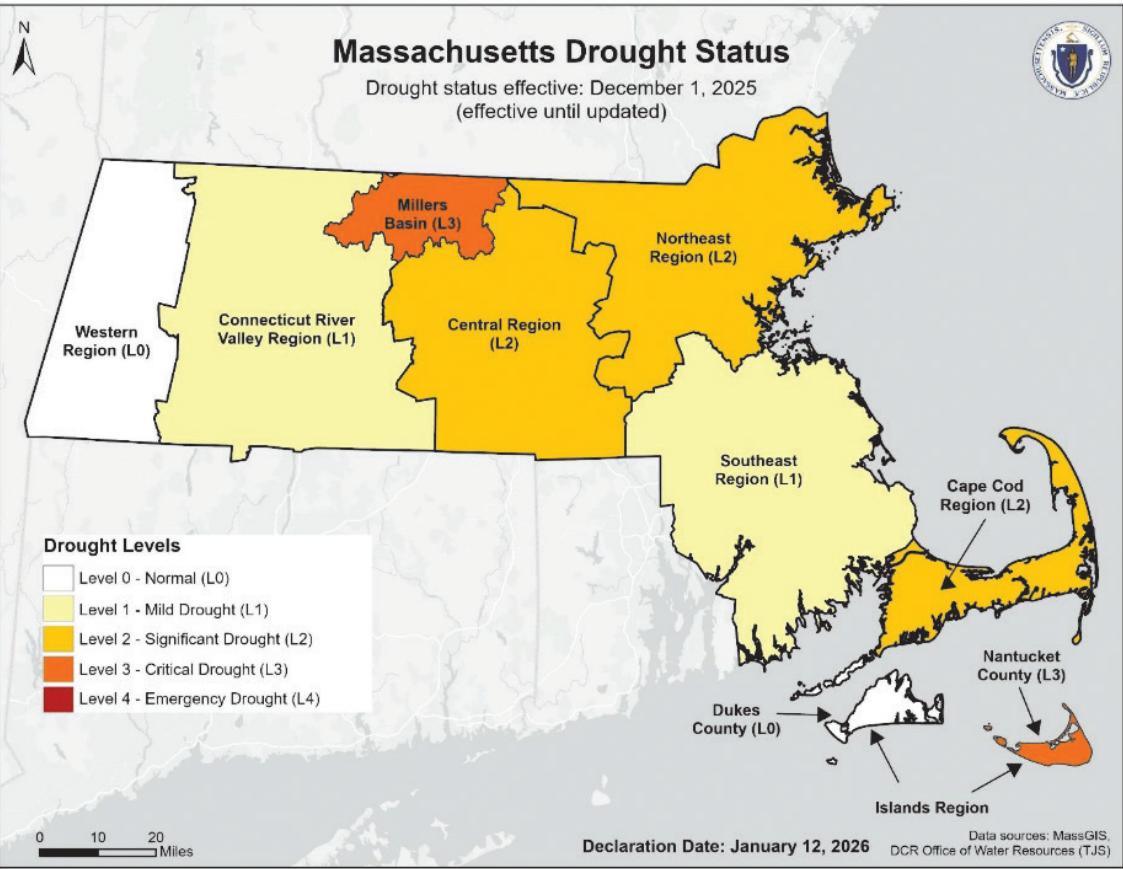 N
Massachusetts Drought Status
Drought status effective: December 1, 2025
(effective until updated)
Millers
Basin (L3)
Northeast
Region (L2)
Western
Region (L0)
Connecticut River
Valley Region (L1)
Central Region
(L2)
Southeast
Region (L1)
Cape Cod
Region (L2)
Drought Levels
Level 0 - Normal (L0)
Level 1 - Mild Drought (L1)
Level 2 - Significant Drought (L2)
Level 3 - Critical Drought (L3)
Level 4 - Emergency Drought (L4)
Nantucket
County (L3)
Dukes
County (L0)
Islands Region
0 10 20
Miles
Declaration Date: January 12, 2026
Data sources: MassGIS,
DCR Office of Water Resources (TJS)